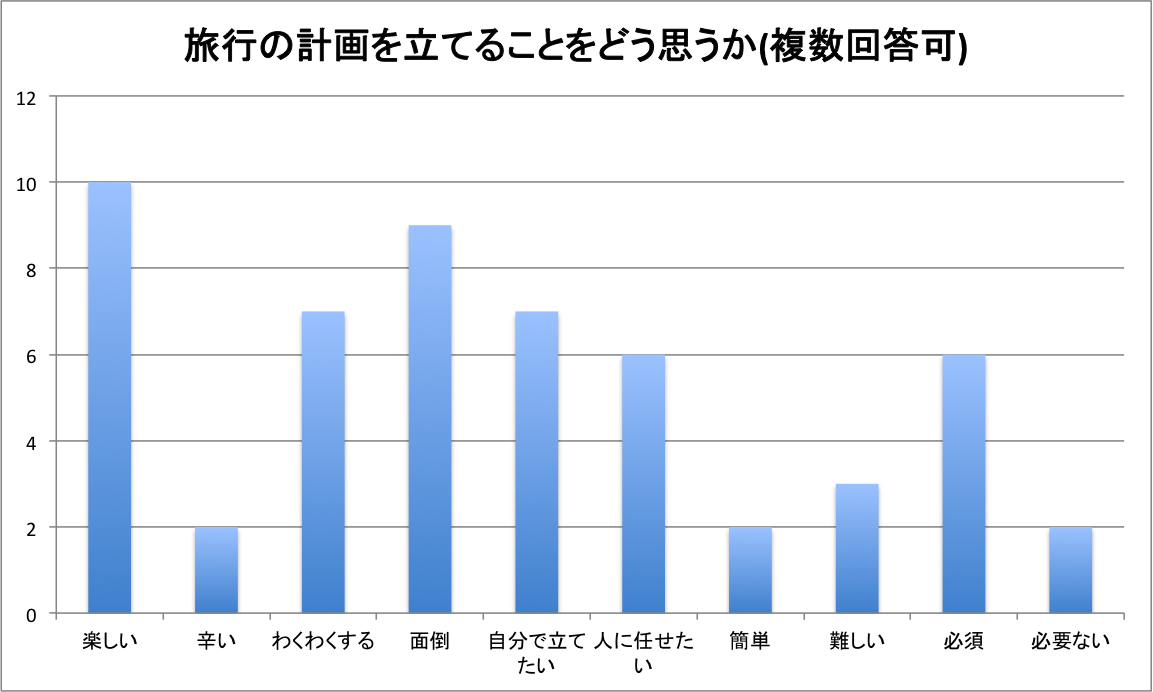 旅行の計画を立てることをどう思うか(複数回答可)
12
10
8
6
4
2
0
楽しい
辛い
わくわくする
面倒
自分で立て
たい
人に任せた
い
簡単
難しい
必須
必要ない